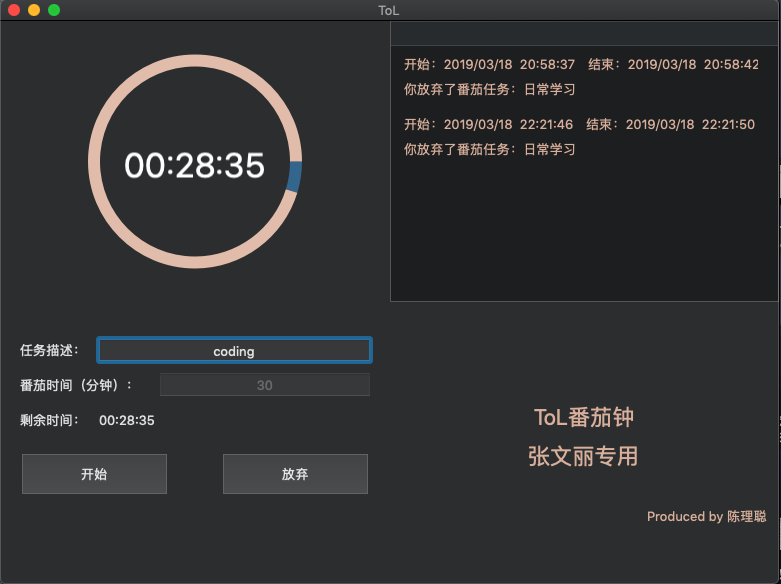 ToL
00:28:35
开始：2019/03/18 20:58:37 结束：2019/03/18 20:58:42
你放弃了番茄任务：日常学习
开始：2019/03/18 22:21:46 结束：2019/03/18 22:21:50
你放弃了番茄任务：日常学习
任务描述：
coding
番茄时间（分钟）：
30
剩余时间：
00:28:35
开始
放弃
ToL番茄钟
张文丽专用
Produced by 陈理聪